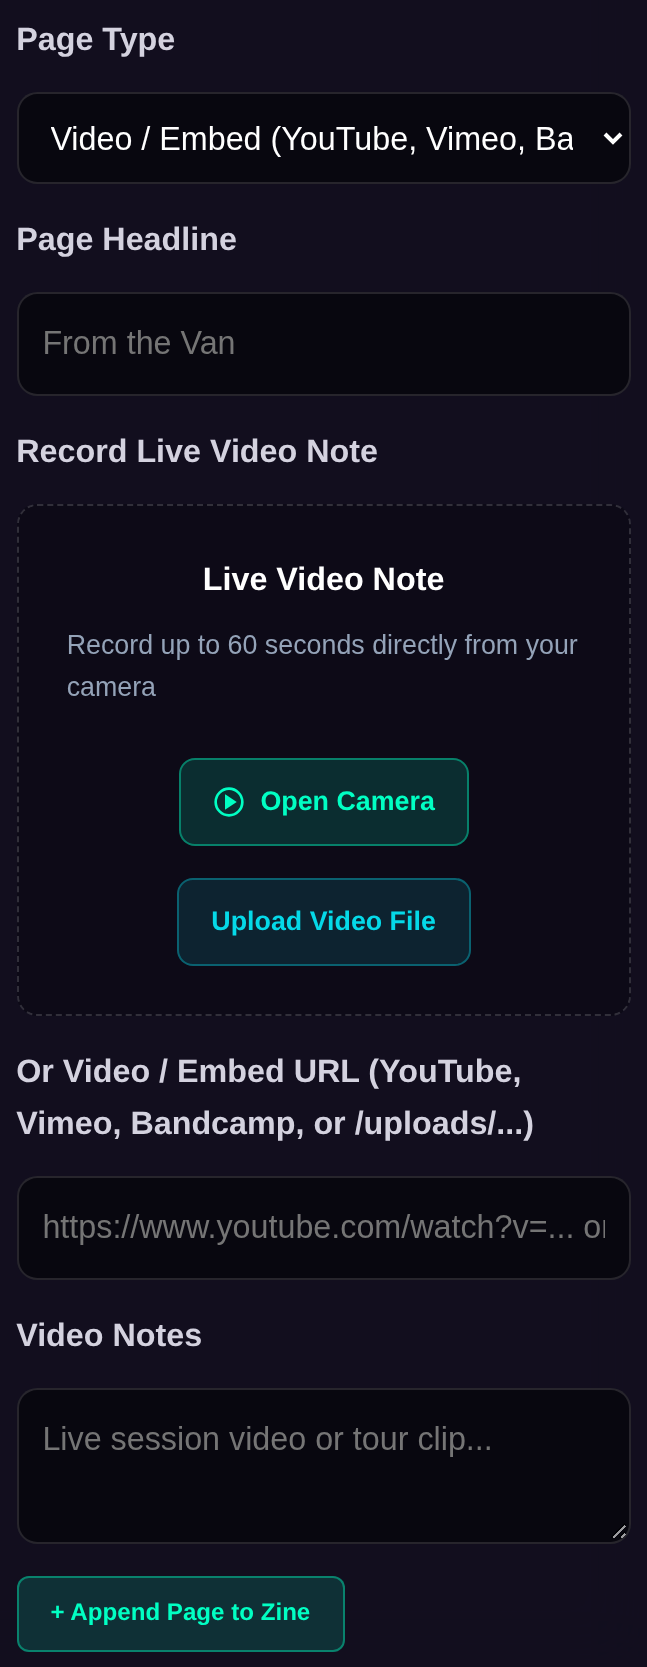 Page Type
Video / Embed (YouTube, Vimeo, Ba
Page Headline
From the Van
Record Live Video Note
Live Video Note
Record up to 60 seconds directly from your
camera
Open Camera
Upload Video File
Or Video / Embed URL (YouTube,
Vimeo, Bandcamp, or /uploads/...)
https://www.youtube.com/watch?v=... or
Video Notes
Live session video or tour clip...
+ Append Page to Zine